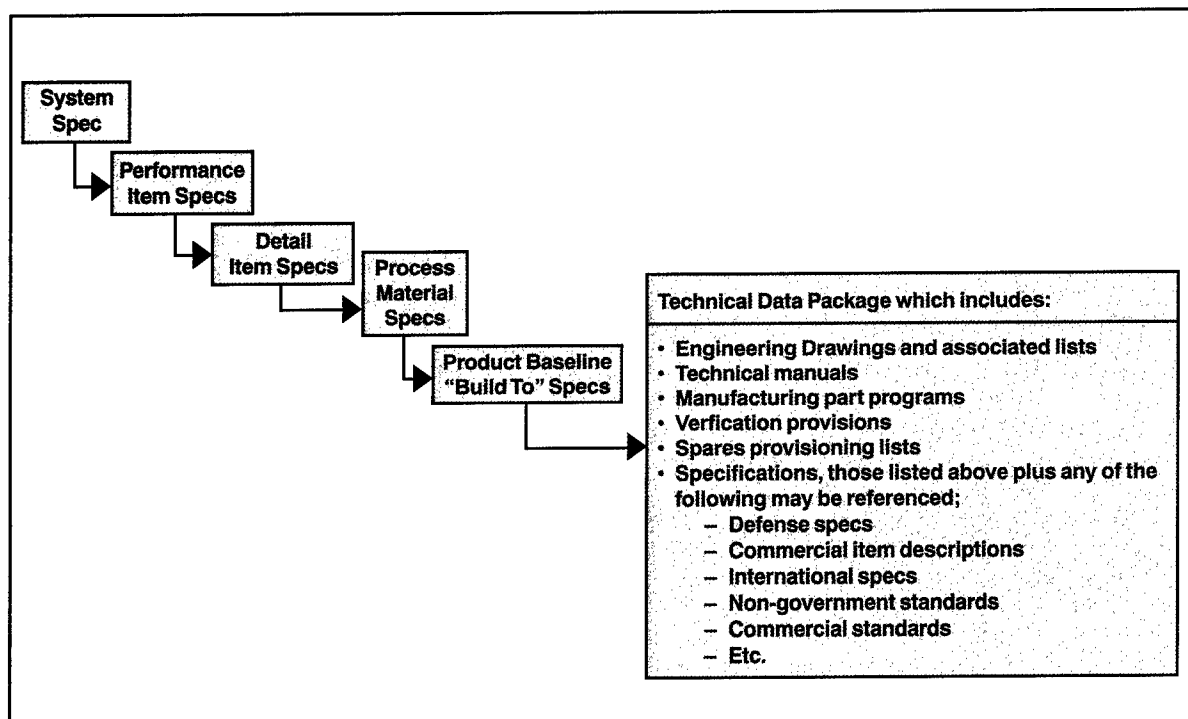 System
Spec
Performance
Item Specs
Detail
Item Specs
Process
Material
Specs
Product Baseline
“Build To” Specs
Technical Data Package which includes:
• Engineering Drawings and associated lists
• Technical manuals
• Manufacturing part programs
• Verfication provisions
• Spares provisioning lists
• Specifications, those listed above plus any of the
following may be referenced;
– Defense specs
– Commercial item descriptions
– International specs
– Non-government standards
– Commercial standards
– Etc.